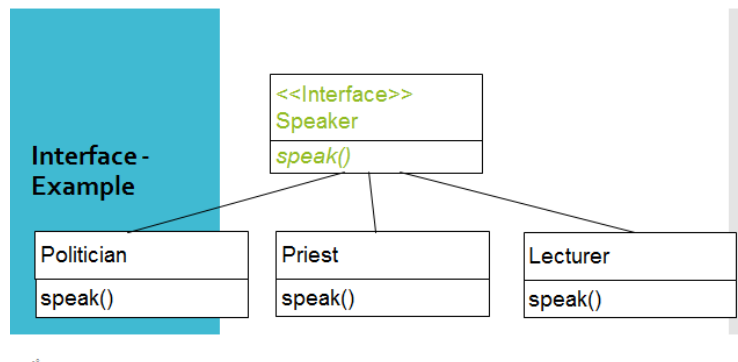 <<Interface>>
Speaker
speak()
Interface -
Example
Politician
speak()
Priest
speak()
Lecturer
speak()